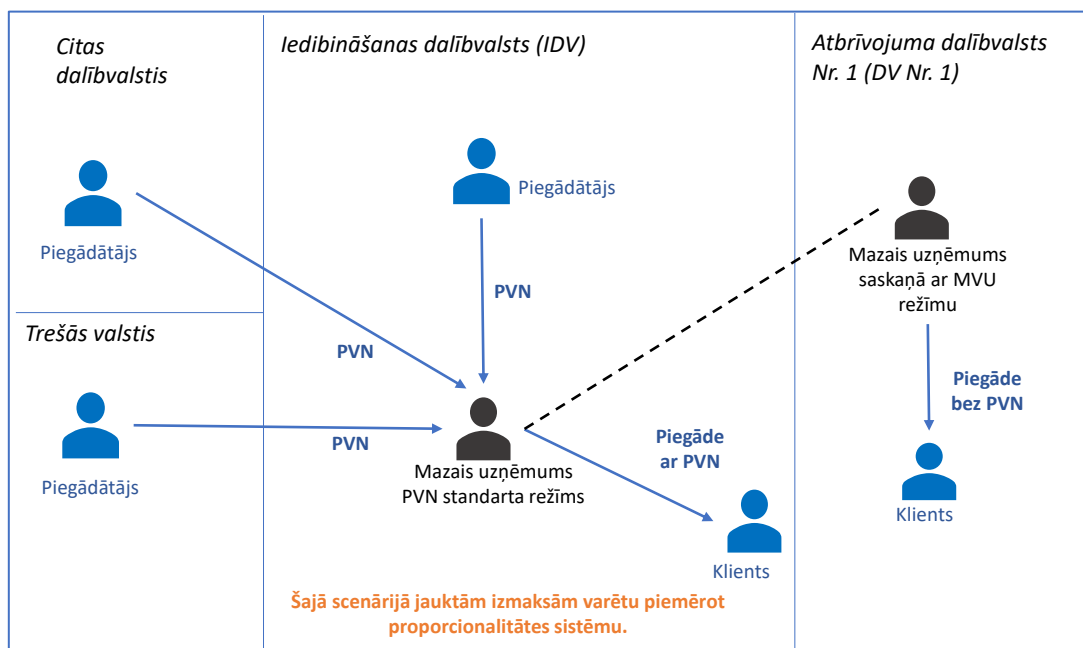 Citas
dalībvalstis
Piegādātājs
Trešās valstis
Piegādātājs
Iedibināšanas dalībvalsts (IDV)
Piegādātājs
PVN
PVN
PVN
Mazais uzņēmums
PVN standarta režīms
Piegāde
ar PVN
Klients
Šajā scenārijā jauktām izmaksām varētu piemērot
proporcionalitātes sistēmu.
Atbrīvojuma dalībvalsts
Nr. 1 (DV Nr. 1)
Mazais uzņēmums
saskaņā ar MVU
režīmu
Piegāde
bez PVN
Klients